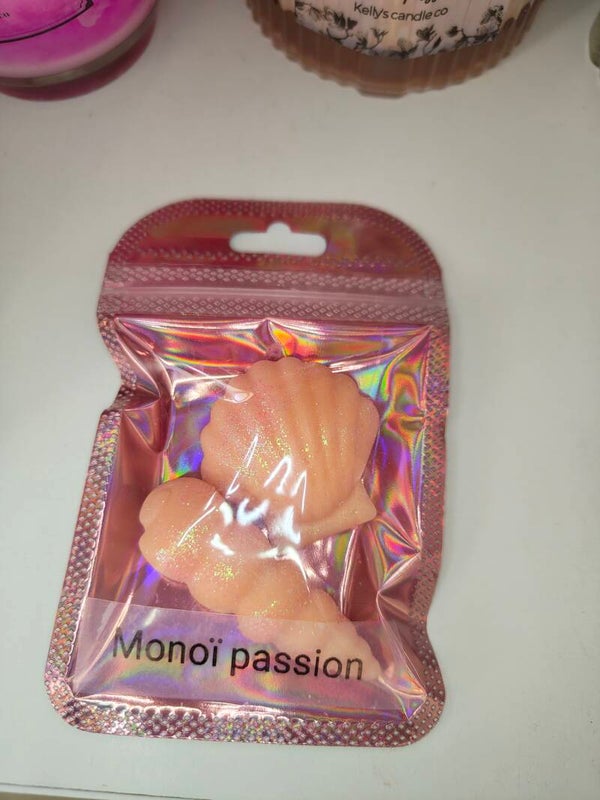 Kelly's candle co
Monoï passion